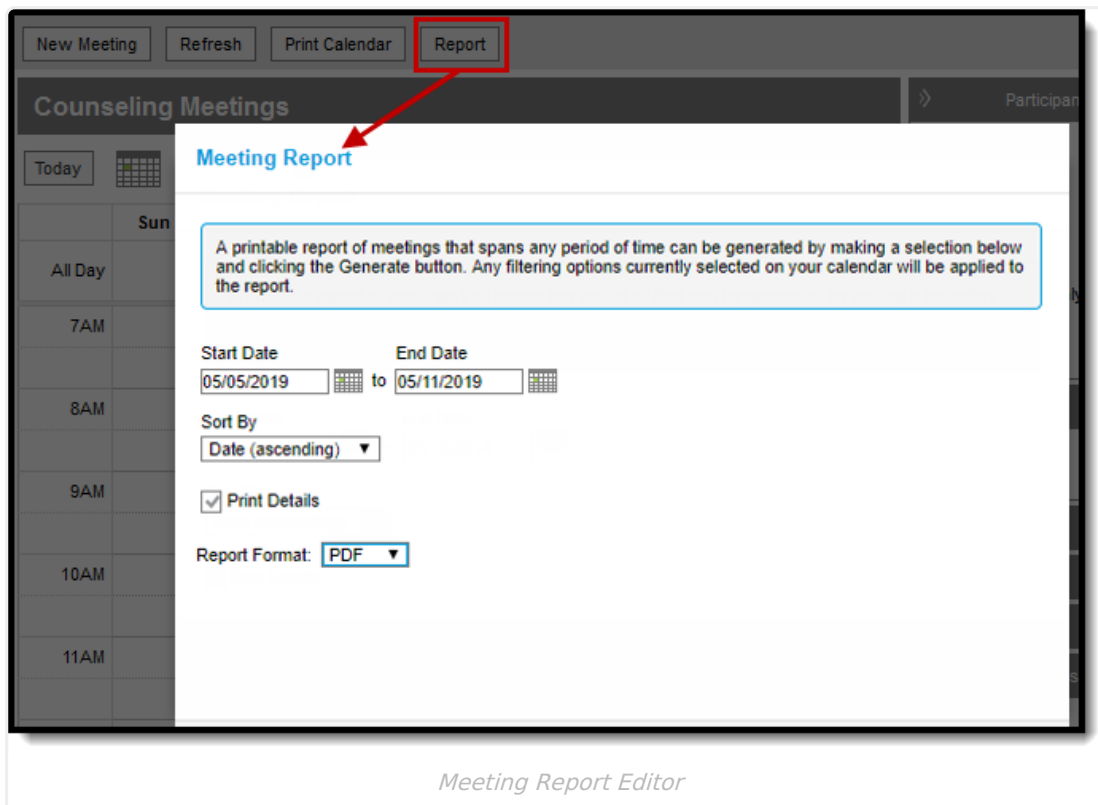 New Meeting Refresh Print Calendar Report
Counseling Meetings
Today
Sun
All Day
7AM
8AM
9AM
10AM
11AM
Meeting Report
A printable report of meetings that spans any period of time can be generated by making a selection below
and clicking the Generate button. Any filtering options currently selected on your calendar will be applied to
the report.
Start Date End Date
05/05/2019 to 05/11/2019
Sort By
Date (ascending)
Print Details
Report Format: PDF
Meeting Report Editor